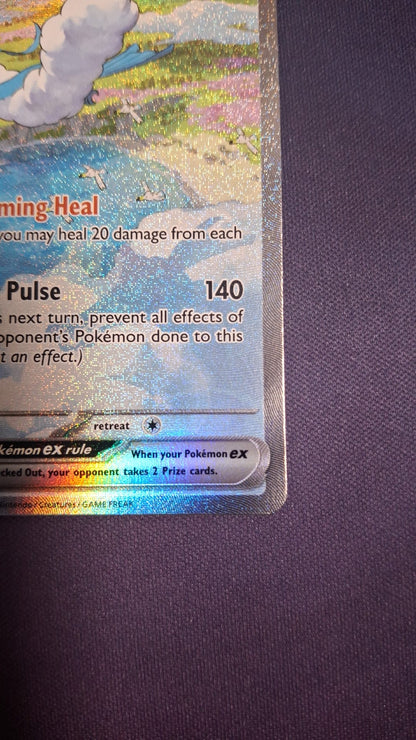 ming Heal
you may heal 20 damage from each
Pulse 140
s next turn, prevent all effects of
pponent's Pokémon done to this
t an effect.)
retreat
kémon ex rule When your Pokémon ex
cked Out, your opponent takes 2 Prize cards.
Nintendo / Creatures / GAME FREAK